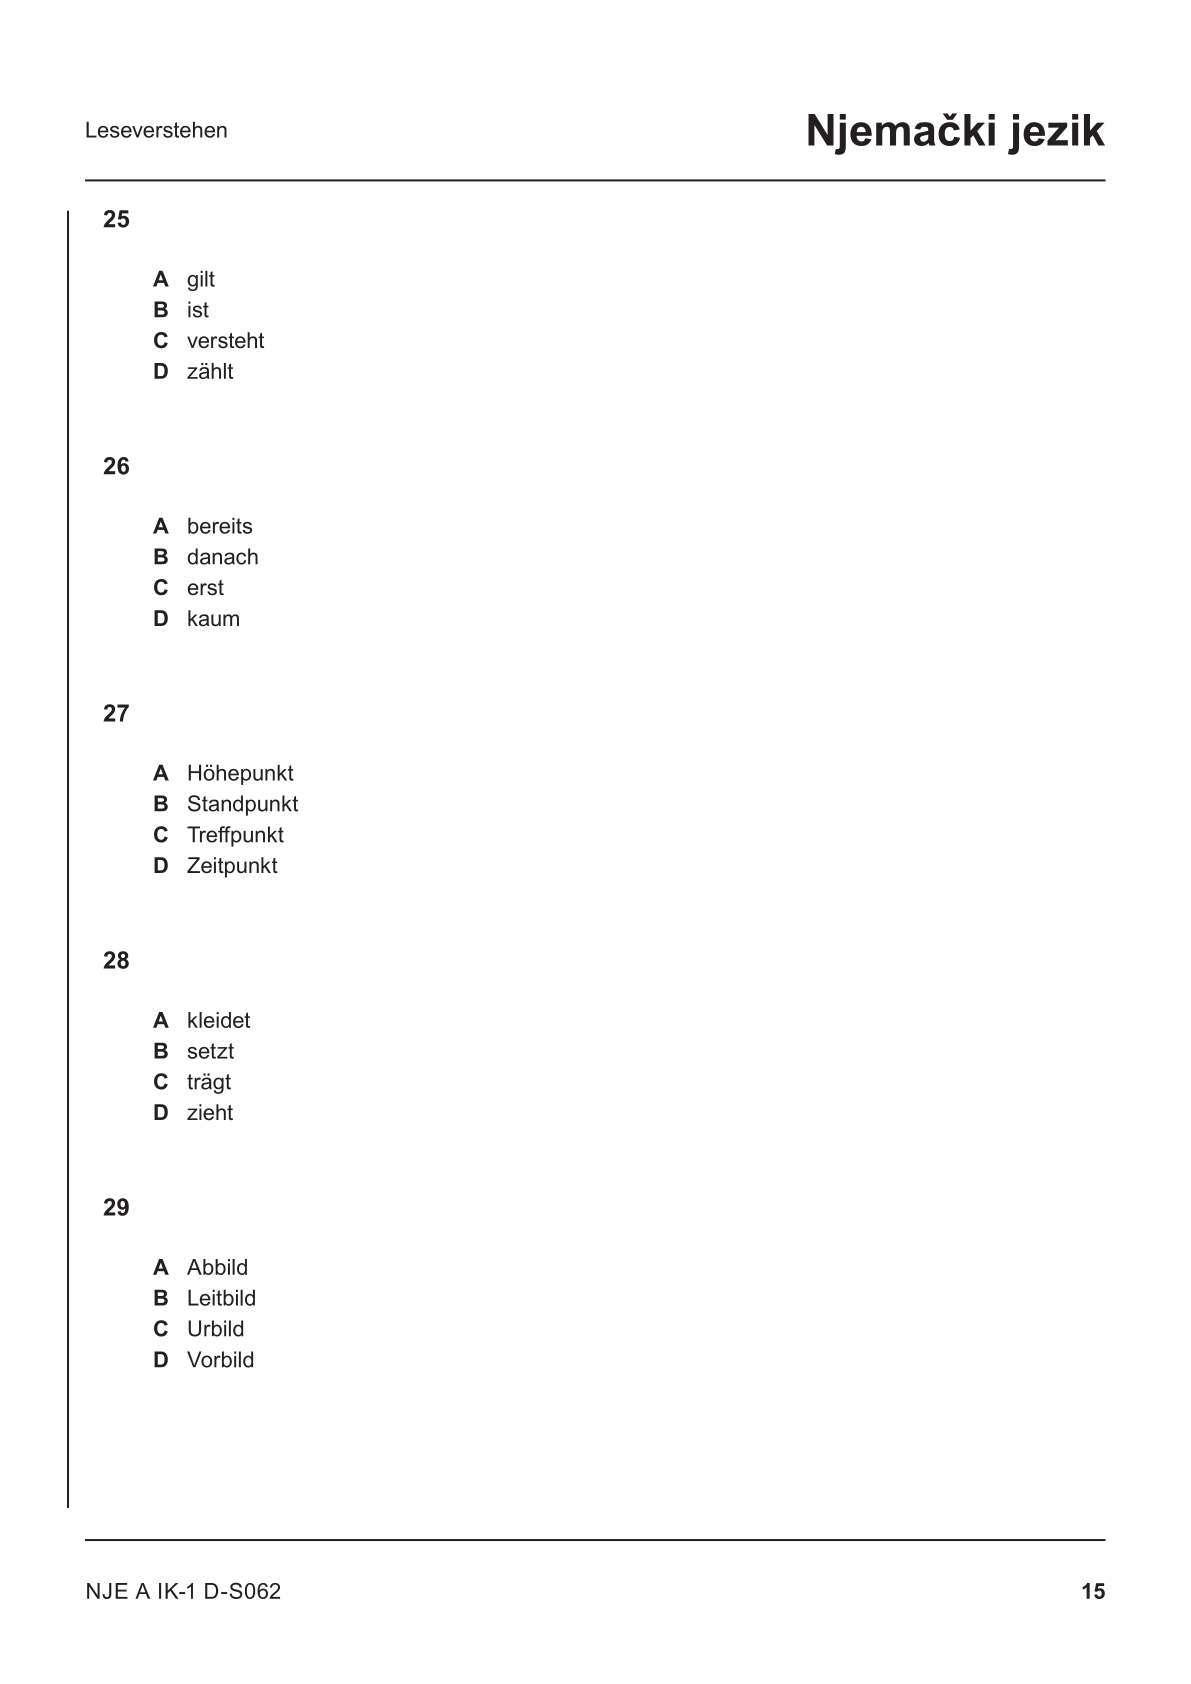 Leseverstehen
Njemački jezik
25
A gilt
B ist
C versteht
D zählt
26
A bereits
B danach
C erst
D kaum
27
A Höhepunkt
B Standpunkt
C Treffpunkt
D Zeitpunkt
28
A kleidet
B setzt
C trägt
D zieht
29
A Abbild
B Leitbild
C Urbild
D Vorbild
NJE A IK-1 D-S062
15